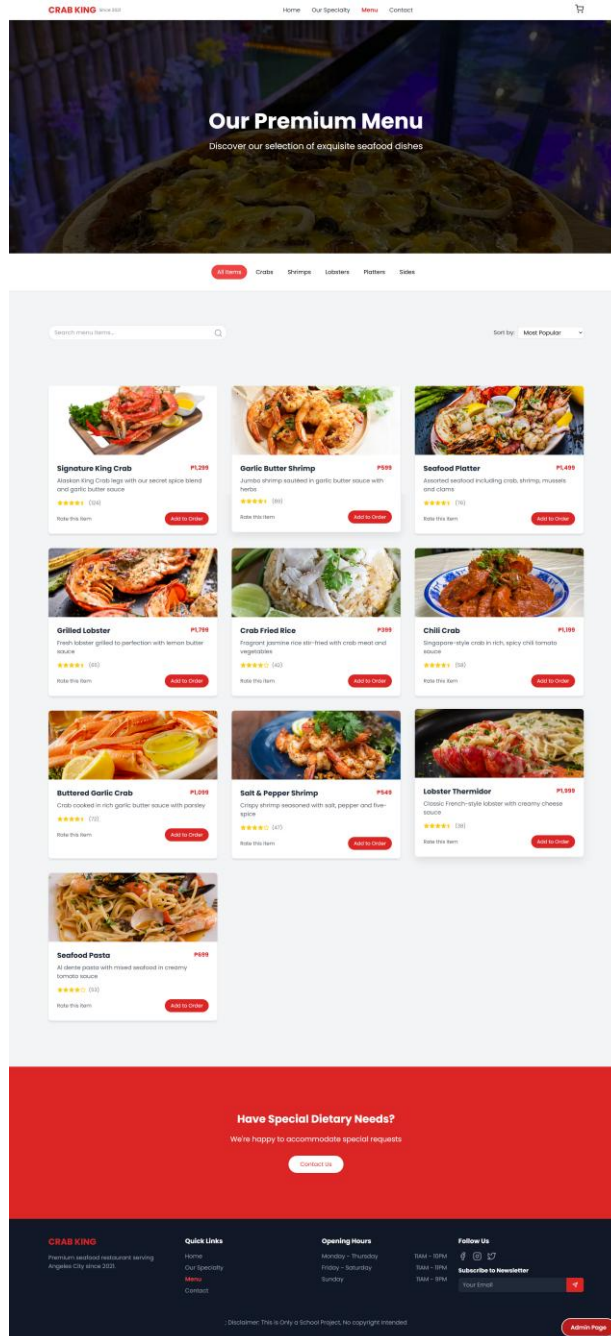 CRAB KING
Home Our Specialty Menu Contact
Our Premium Menu
Discover our selection of exquisite seafood dishes
All Items Crabs Shrimps Lobsters Platters Sides
Search menu items...
Sort by: Most Popular
Signature King Crab ₱1,299
Alaskan King Crab legs with our secret spice blend
and garlic butter sauce
(124)
Rate this item Add to Order
Garlic Butter Shrimp ₱599
Jumbo shrimp sautéed in garlic butter sauce with
herbs
(89)
Rate this item Add to Order
Seafood Platter ₱1,499
Assorted seafood including crab, shrimp, mussels
and clams
(76)
Rate this item Add to Order
Grilled Lobster ₱1,799
Fresh lobster grilled to perfection with lemon butter
sauce
(65)
Rate this item Add to Order
Crab Fried Rice ₱399
Fragrant jasmine rice stir-fried with crab meat and
vegetables
(42)
Rate this item Add to Order
Chili Crab ₱1,199
Singapore-style crab in rich, spicy chili tomato
sauce
(58)
Rate this item Add to Order
Buttered Garlic Crab ₱1,099
Crab cooked in rich garlic butter sauce with parsley
(72)
Rate this item Add to Order
Salt & Pepper Shrimp ₱549
Crispy shrimp seasoned with salt, pepper and five-
spice
(47)
Rate this item Add to Order
Lobster Thermidor ₱1,999
Classic French-style lobster with creamy cheese
sauce
Rate this item Add to Order
Seafood Pasta ₱699
Al dente pasta with mixed seafood in creamy
tomato sauce
(53)
Rate this item Add to Order
Have Special Dietary Needs?
We're happy to accommodate special requests
Contact Us
CRAB KING
Premium seafood restaurant serving
Angeles City since 2021.
Quick Links
Home
Our Specialty
Menu
Contact
Opening Hours
Monday - Thursday 11AM - 10PM
Friday - Saturday 11AM - 11PM
Sunday 11AM - 9PM
Follow Us
Subscribe to Newsletter
Your Email
: Disclaimer: This is Only a School Project, No copyright intended
Admin Page